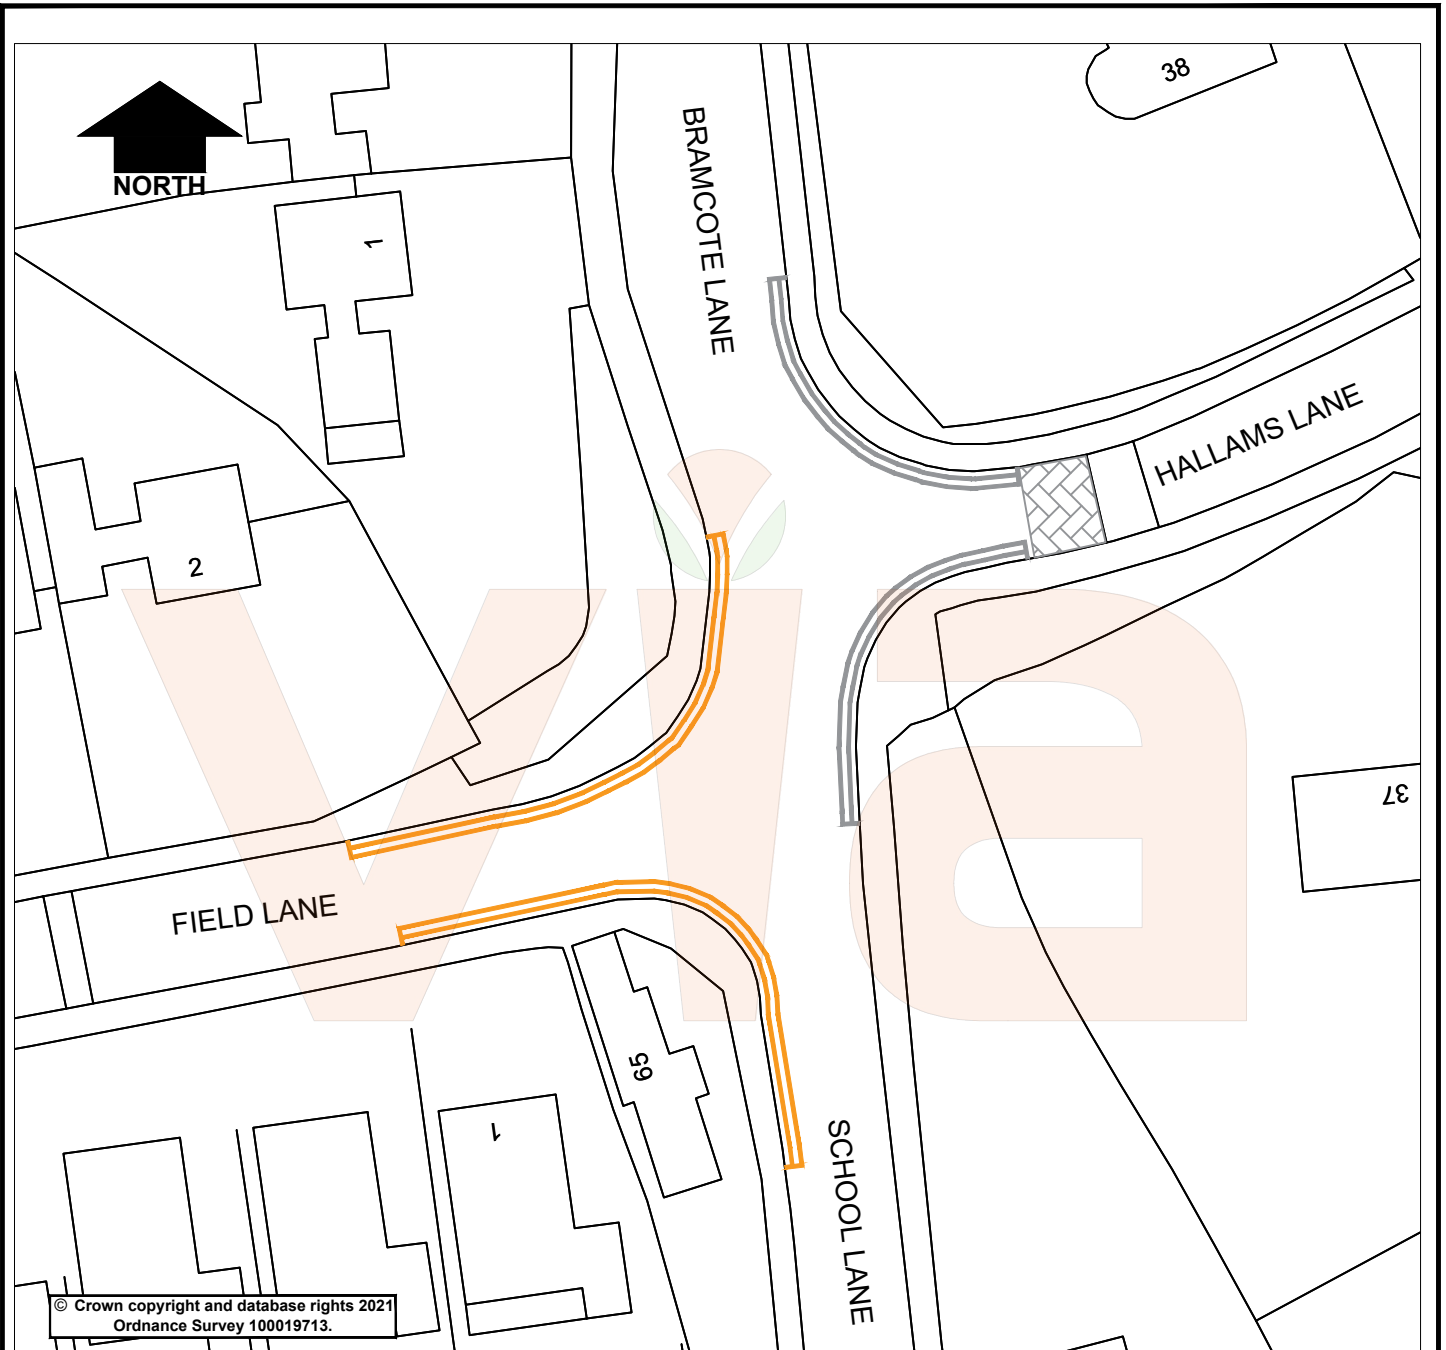 38
NORTH
BRAMCOTE LANE
1
HALLAMS LANE
2
via
37
FIELD LANE
65
1
SCHOOL LANE
© Crown copyright and database rights 2021
Ordnance Survey 100019713.